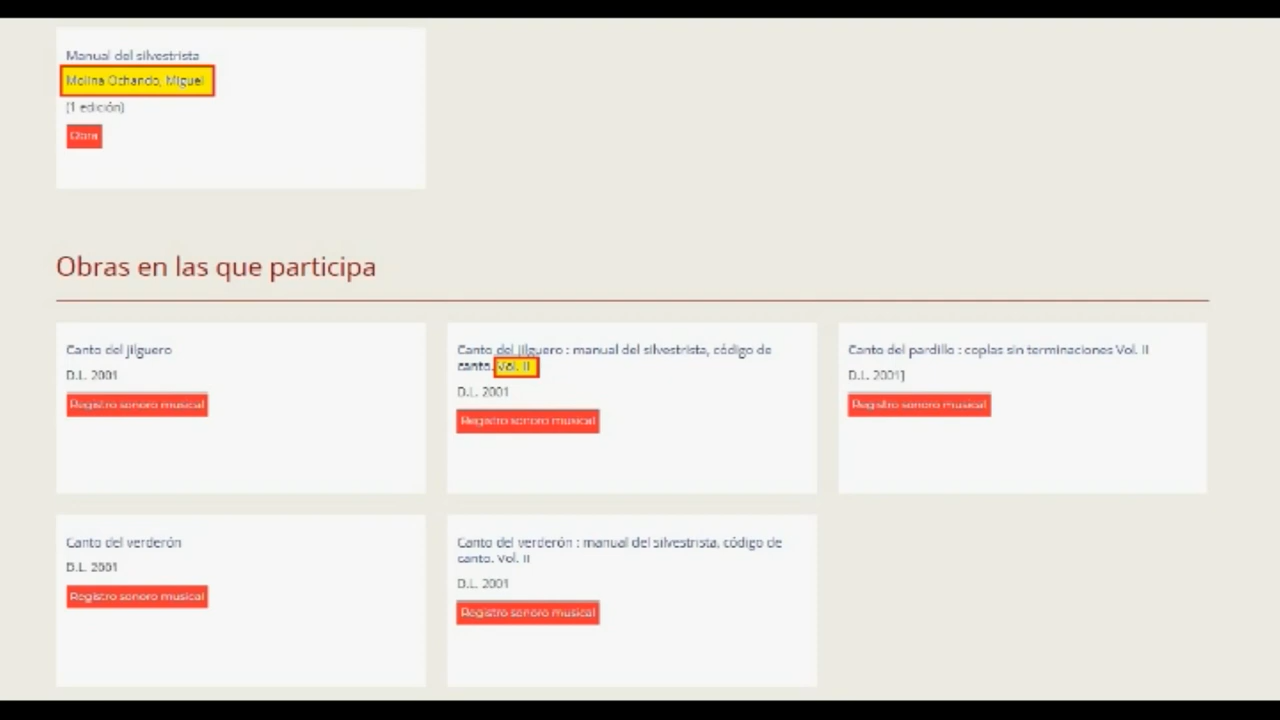 Manual del silvestrista
Molina Ochando, Miguel
(1 edición)
Obra
Obras en las que participa
Canto del jilguero
D.L. 2001
Registro sonoro musical
Canto del jilguero : manual del silvestrista, código de
canto. Vol. II
D.L. 2001
Registro sonoro musical
Canto del pardillo : coplas sin terminaciones Vol. II
D.L. 2001]
Registro sonoro musical
Canto del verderón
D.L. 2001
Registro sonoro musical
Canto del verderón : manual del silvestrista, código de
canto. Vol. II
D.L. 2001
Registro sonoro musical